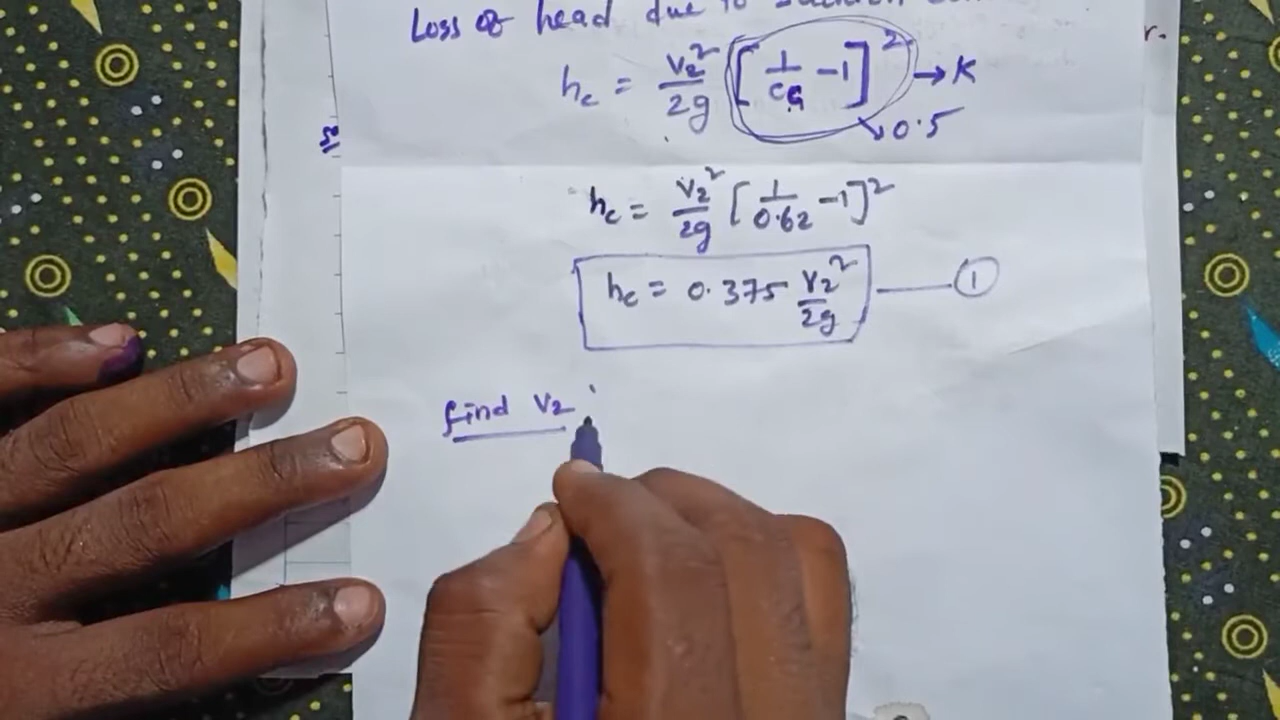 Loss of head due to sudden
hc = V2²/2g [1/Cc -1]² → K
↘ 0.5
hc = V2²/2g [1/0.62 -1]²
hc = 0.375 V2²/2g — ①
find V2